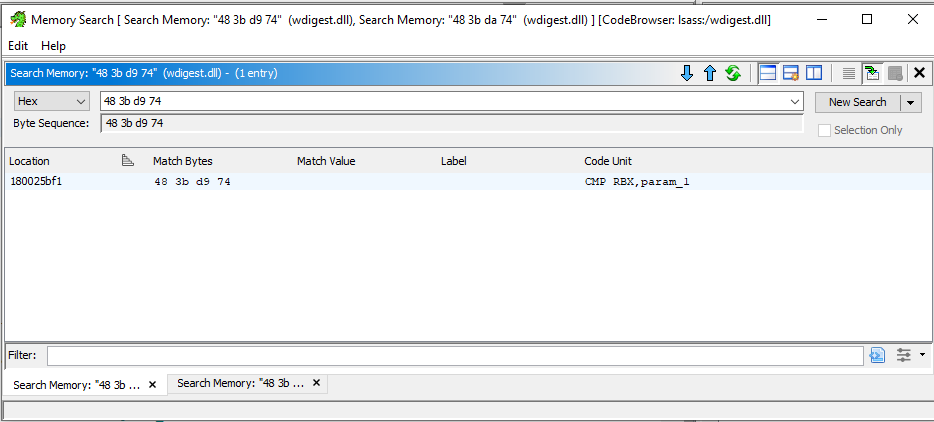 Memory Search [ Search Memory: "48 3b d9 74" (wdigest.dll), Search Memory: "48 3b da 74" (wdigest.dll) ] [CodeBrowser: lsass:/wdigest.dll]
Edit Help
Search Memory: "48 3b d9 74" (wdigest.dll) - (1 entry)
Hex 48 3b d9 74 New Search
Byte Sequence: 48 3b d9 74 Selection Only
Location Match Bytes Match Value Label Code Unit
180025bf1 48 3b d9 74 CMP RBX,param_1
Filter:
Search Memory: "48 3b ... Search Memory: "48 3b ...